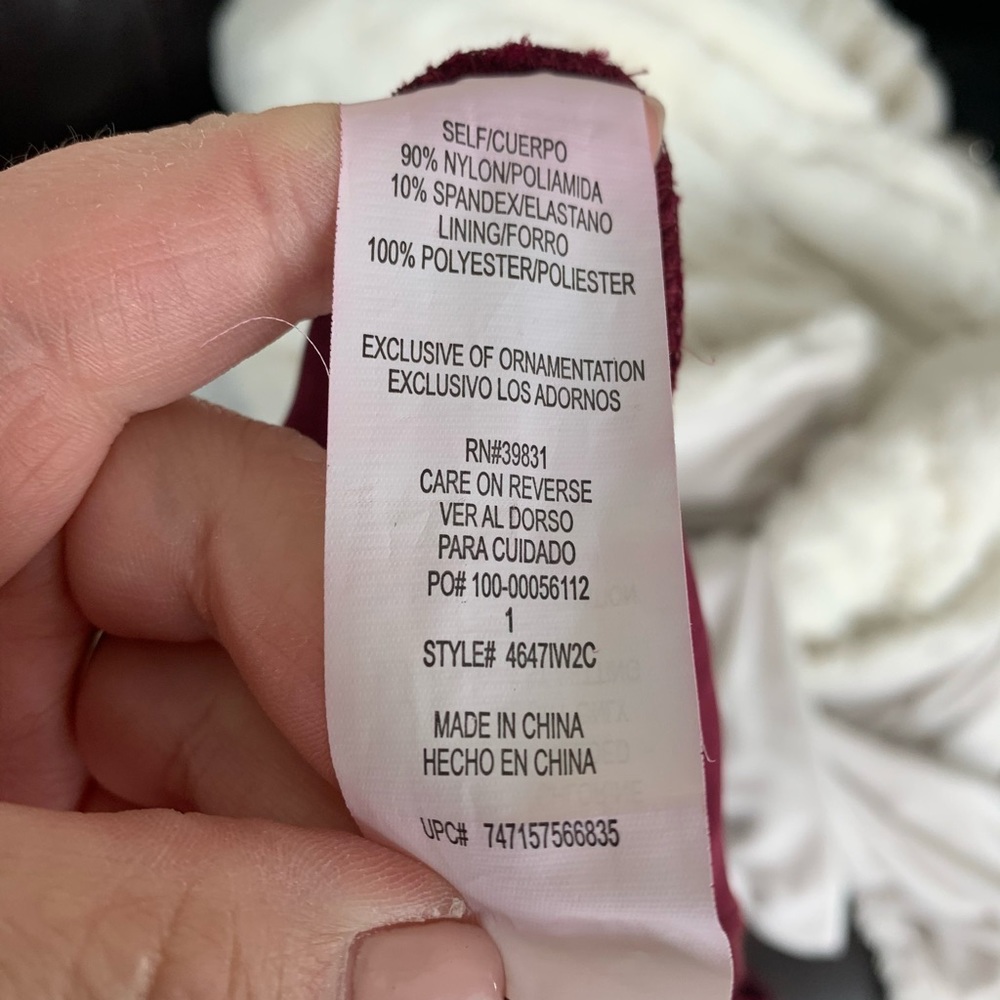 SELF/CUERPO
90% NYLON/POLIAMIDA
10% SPANDEX/ELASTANO
LINING/FORRO
100% POLYESTER/POLIESTER
EXCLUSIVE OF ORNAMENTATION
EXCLUSIVO LOS ADORNOS
RN#39831
CARE ON REVERSE
VER AL DORSO
PARA CUIDADO
PO# 100-00056112
1
STYLE# 4647IW2C
MADE IN CHINA
HECHO EN CHINA
UPC# 747157566835